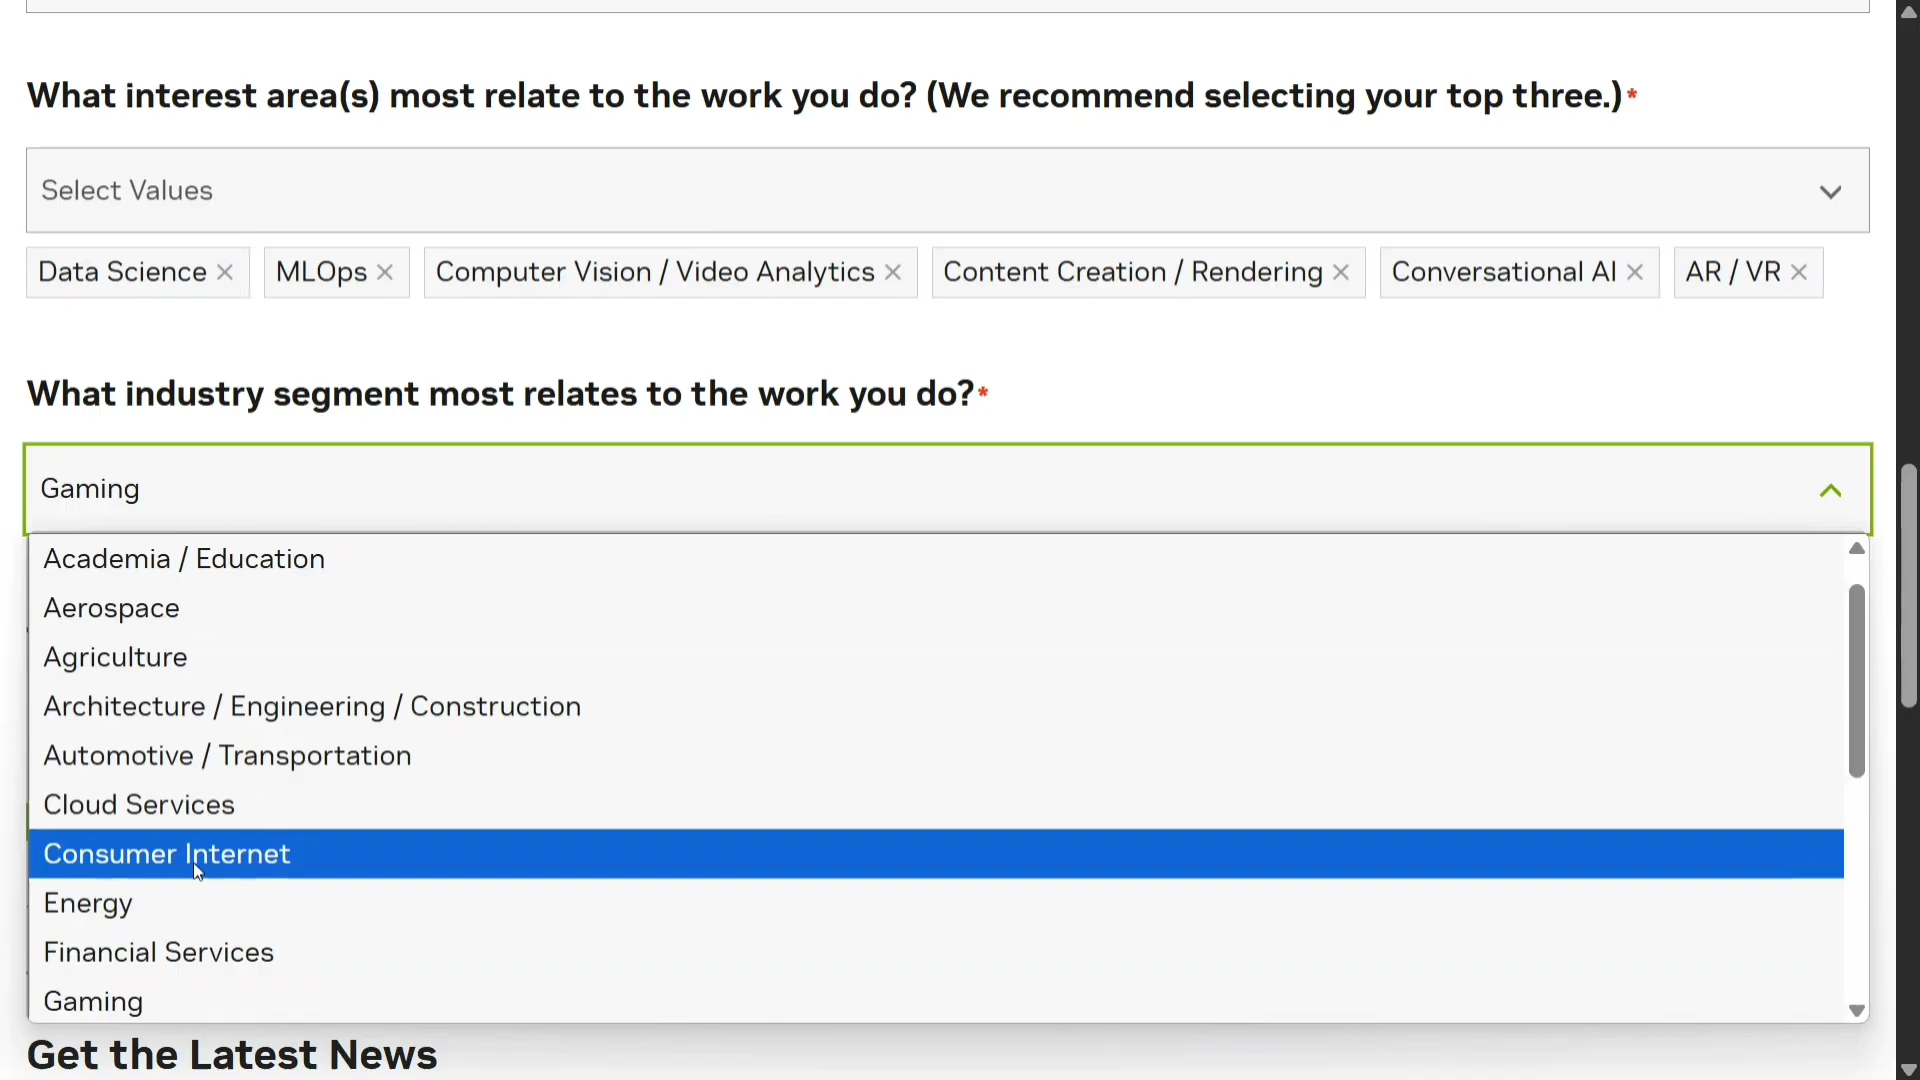 What interest area(s) most relate to the work you do? (We recommend selecting your top three.)*
Select Values
Data Science × MLOps × Computer Vision / Video Analytics × Content Creation / Rendering × Conversational AI × AR / VR ×
What industry segment most relates to the work you do?*
Gaming
Academia / Education
Aerospace
Agriculture
Architecture / Engineering / Construction
Automotive / Transportation
Cloud Services
Consumer Internet
Energy
Financial Services
Gaming
Get the Latest News